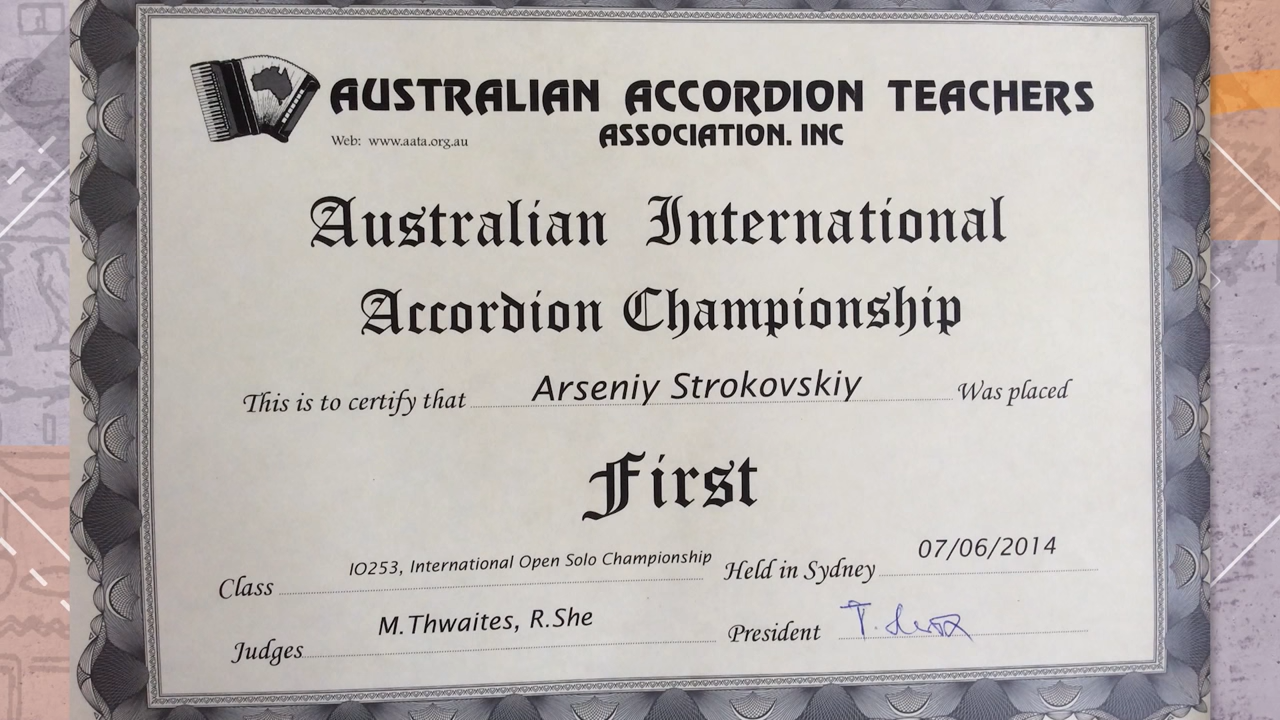 AUSTRALIAN ACCORDION TEACHERS
Web: www.aata.org.au
ASSOCIATION. INC
Australian International
Accordion Championship
This is to certify that Arseniy Strokovskiy Was placed
First
Class IO253, International Open Solo Championship Held in Sydney 07/06/2014
Judges M.Thwaites, R.She President T.